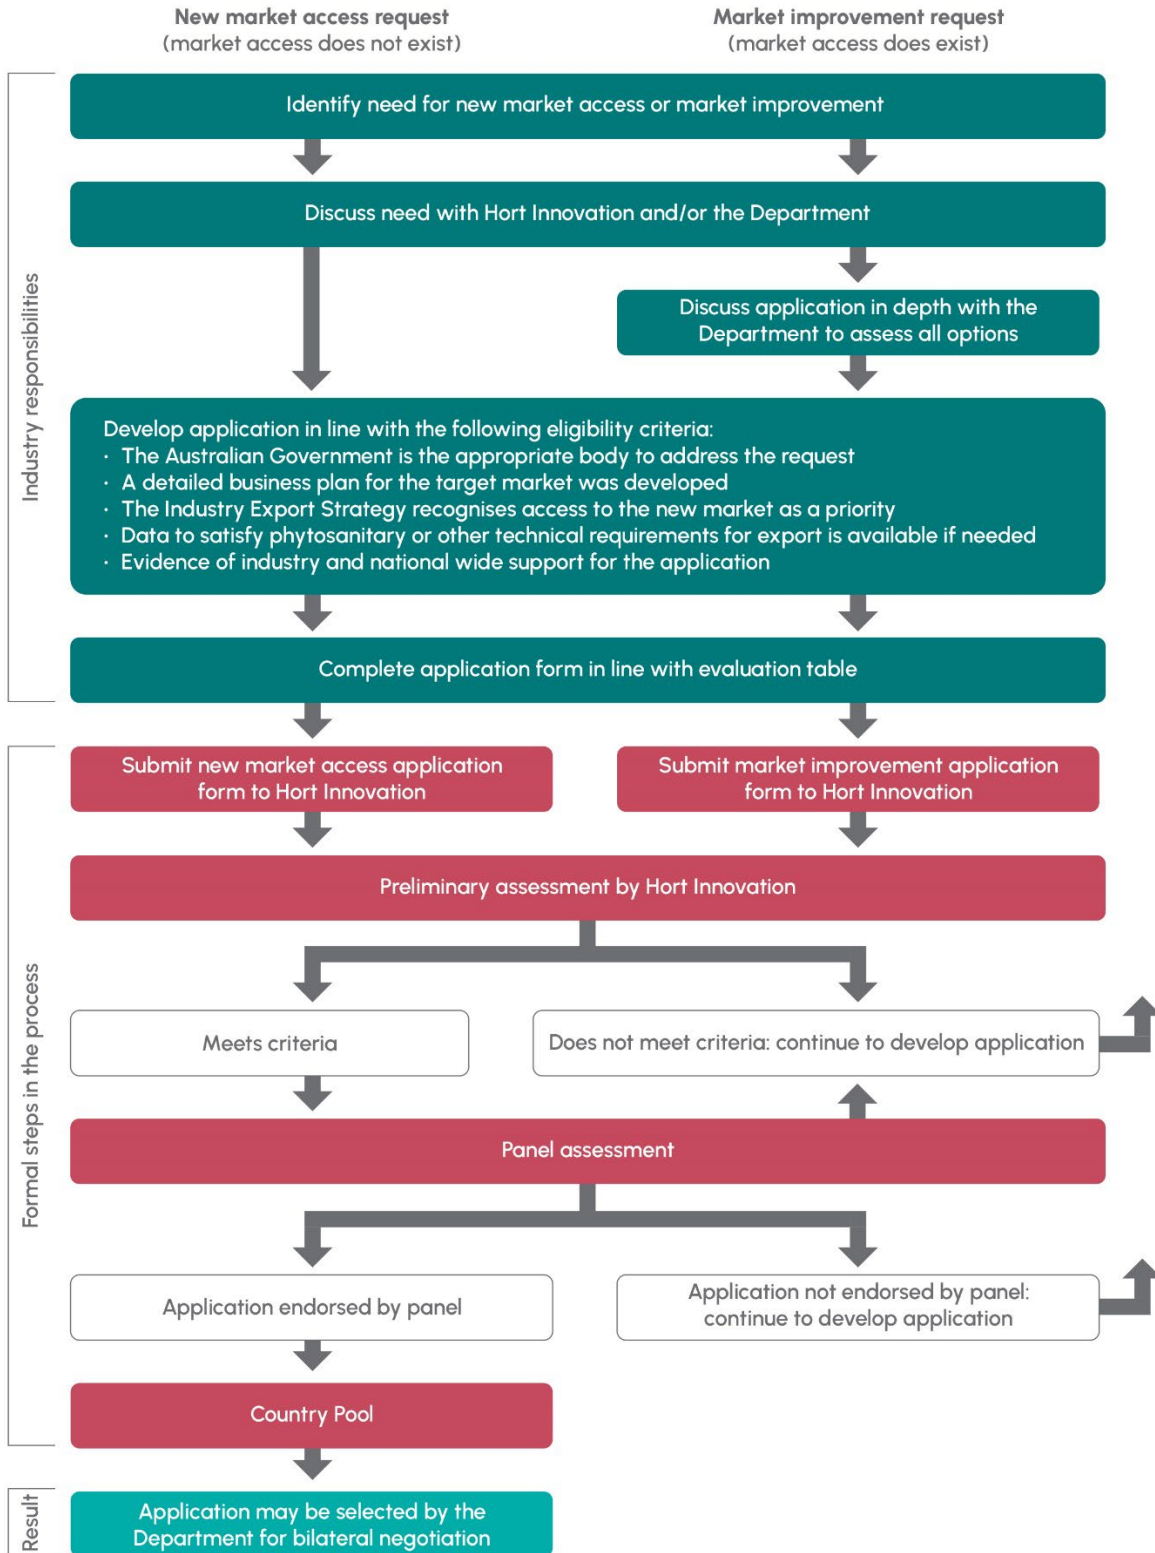 New market access request
(market access does not exist)
Market improvement request
(market access does exist)
Industry responsibilities
Identify need for new market access or market improvement
Discuss need with Hort Innovation and/or the Department
Discuss application in depth with the
Department to assess all options
Develop application in line with the following eligibility criteria:
· The Australian Government is the appropriate body to address the request
· A detailed business plan for the target market was developed
· The Industry Export Strategy recognises access to the new market as a priority
· Data to satisfy phytosanitary or other technical requirements for export is available if needed
· Evidence of industry and national wide support for the application
Complete application form in line with evaluation table
Formal steps in the process
Submit new market access application
form to Hort Innovation
Submit market improvement application
form to Hort Innovation
Preliminary assessment by Hort Innovation
Meets criteria
Does not meet criteria: continue to develop application
Panel assessment
Application endorsed by panel
Application not endorsed by panel:
continue to develop application
Country Pool
Result
Application may be selected by the
Department for bilateral negotiation